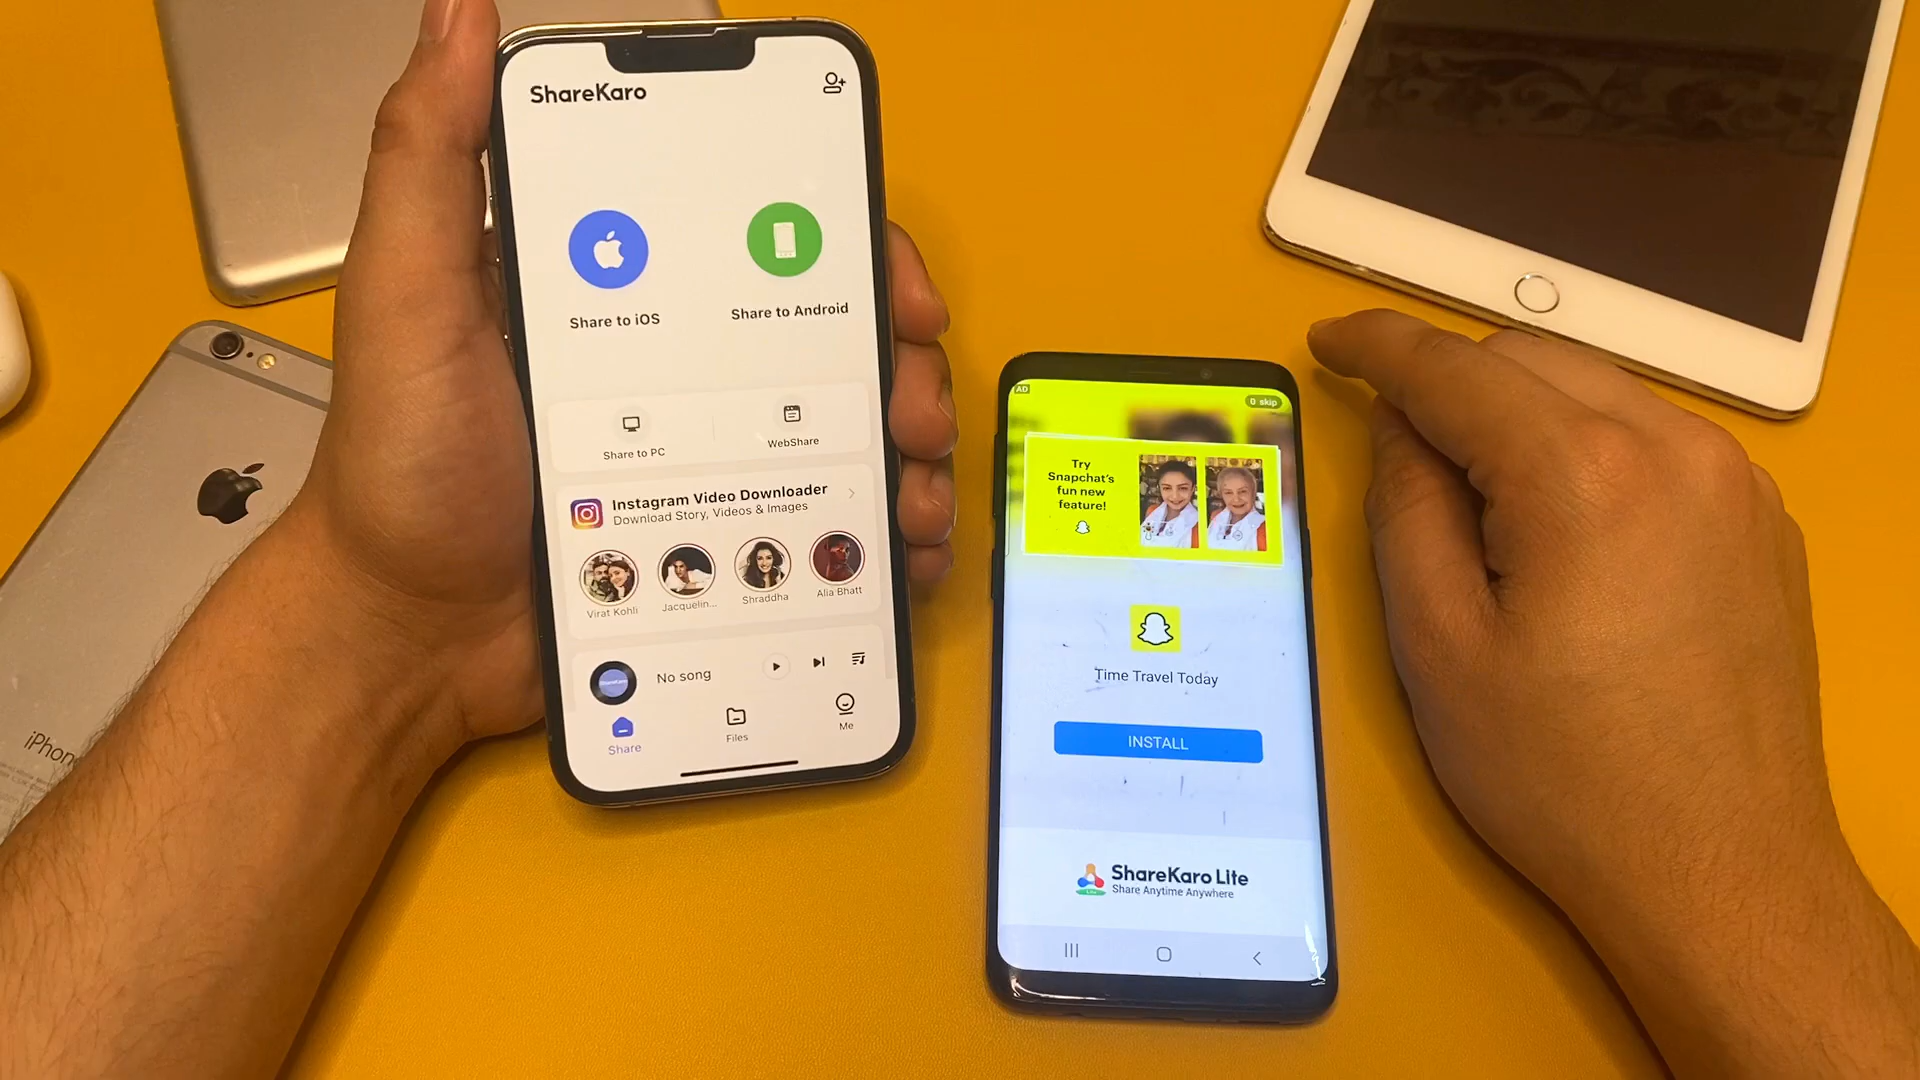 ShareKaro
Share to iOS
Share to Android
Share to PC
WebShare
Instagram Video Downloader
Download Story, Videos & Images
Virat Kohli
Jacquelin...
Shraddha
Alia Bhatt
No song
Share
Files
Me
iPhon
AD
0 skip
Try
Snapchat's
fun new
feature!
Time Travel Today
INSTALL
ShareKaro Lite
Share Anytime Anywhere